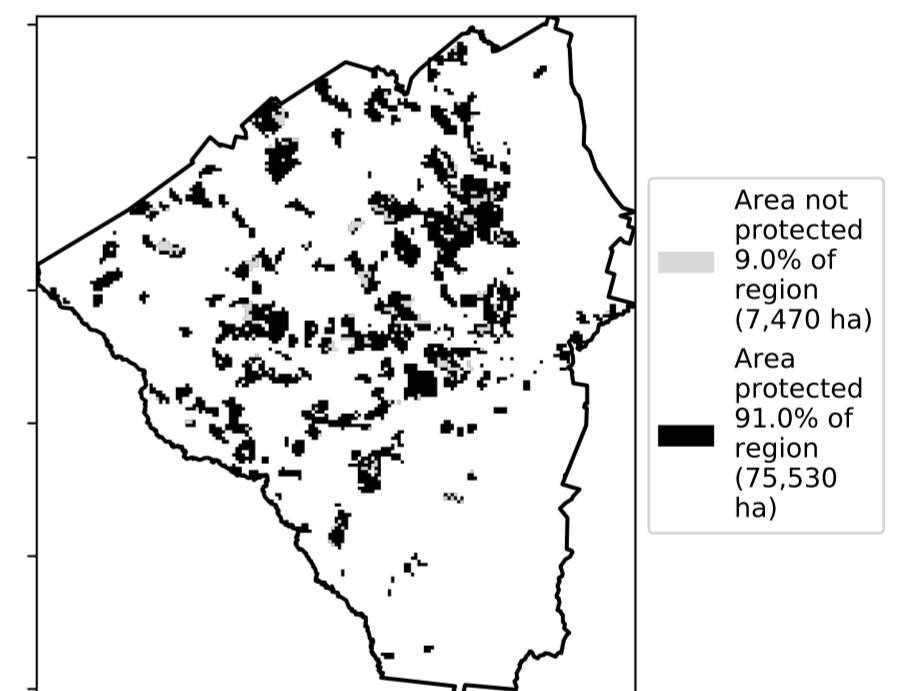 Area not
protected
9.0% of
region
(7,470 ha)
Area
protected
91.0% of
region
(75,530
ha)